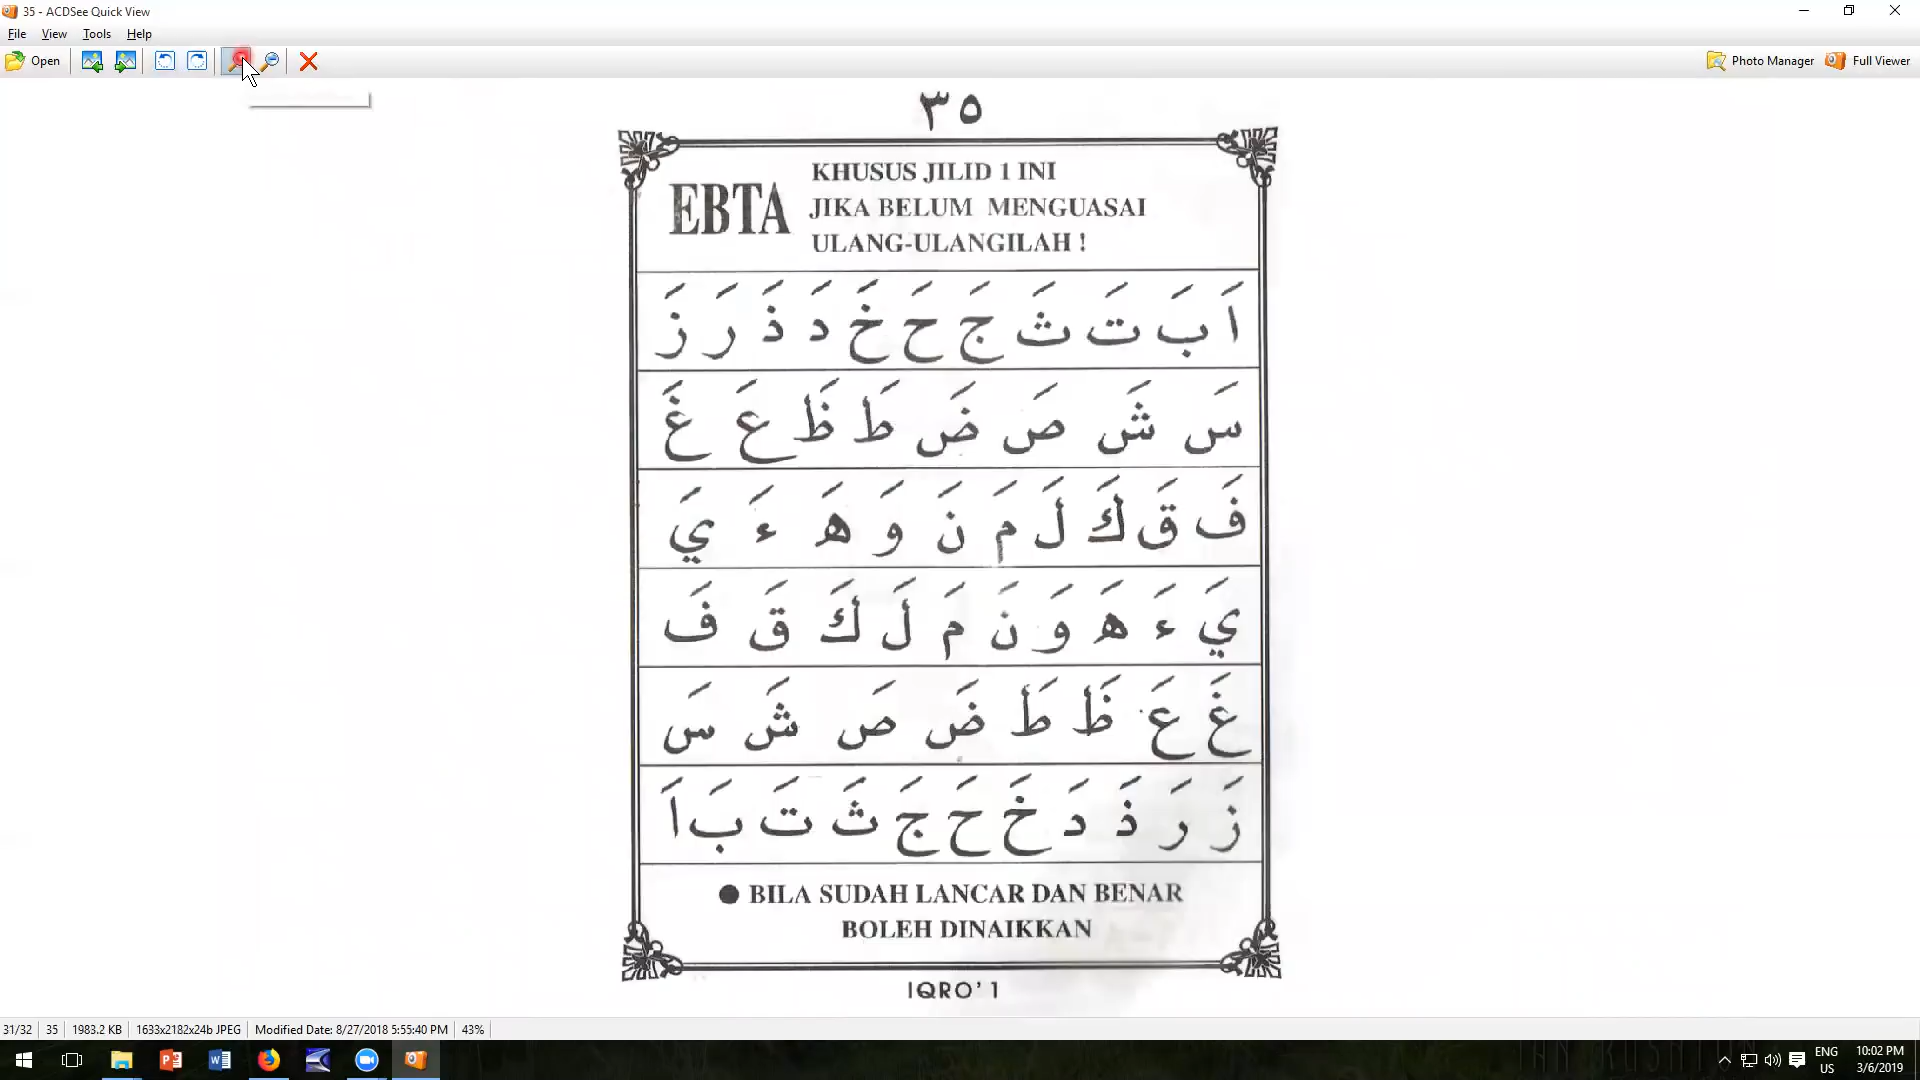 35 - ACDSee Quick View
File View Tools Help
Open Photo Manager Full Viewer
٣٥
EBTA
KHUSUS JILID 1 INI
JIKA BELUM MENGUASAI
ULANG-ULANGILAH !
اَ بَ تَ ثَ جَ حَ خَ دَ ذَ رَ زَ
سَ شَ صَ ضَ طَ ظَ عَ غَ
فَ قَ كَ لَ مَ نَ وَ هَ ءَ يَ
يَ ءَ هَ وَ نَ مَ لَ كَ قَ فَ
غَ عَ ظَ طَ ضَ صَ شَ سَ
زَ رَ ذَ دَ خَ حَ جَ ثَ تَ بَ اَ
● BILA SUDAH LANCAR DAN BENAR
BOLEH DINAIKKAN
IQRO' 1
31/32 35 1983.2 KB 1633x2182x24b JPEG Modified Date: 8/27/2018 5:55:40 PM 43%
ENG 10:02 PM
US 3/6/2019